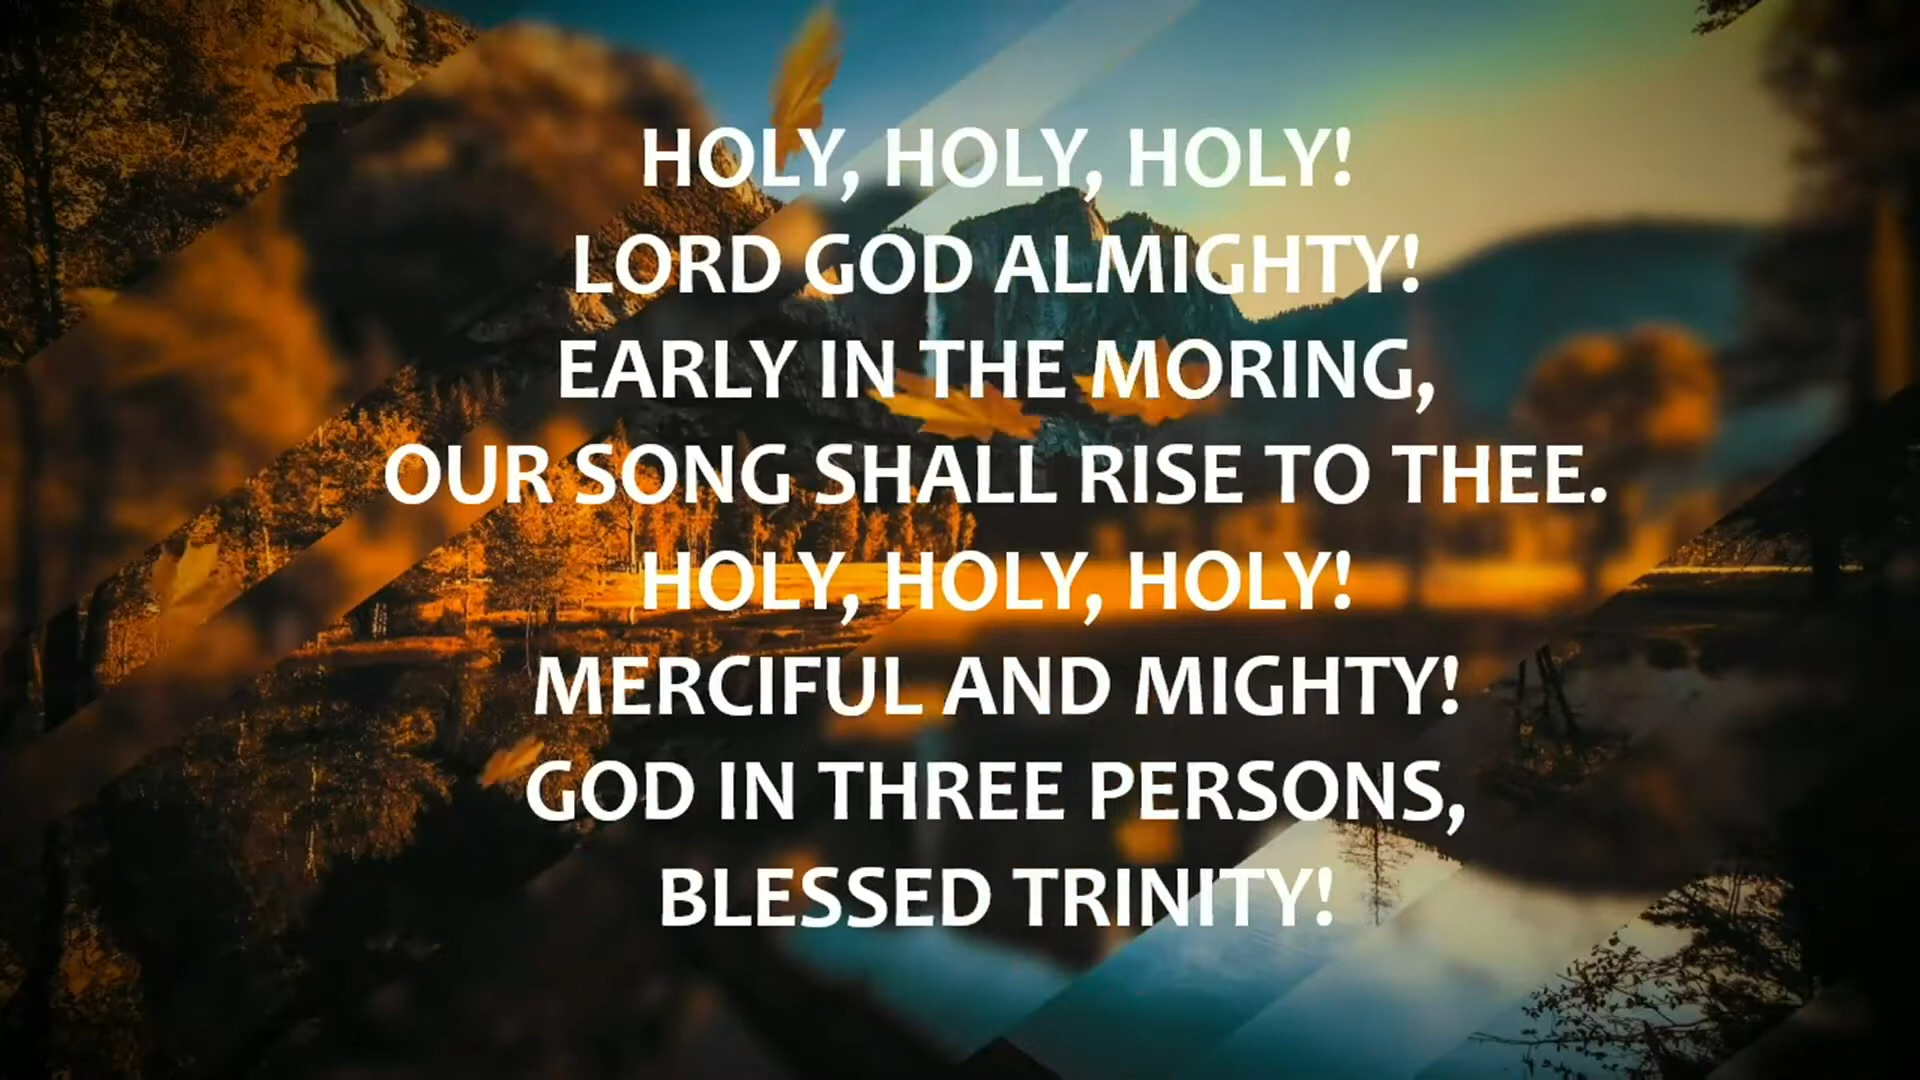 HOLY, HOLY, HOLY!
LORD GOD ALMIGHTY!
EARLY IN THE MORING,
OUR SONG SHALL RISE TO THEE.
HOLY, HOLY, HOLY!
MERCIFUL AND MIGHTY!
GOD IN THREE PERSONS,
BLESSED TRINITY!